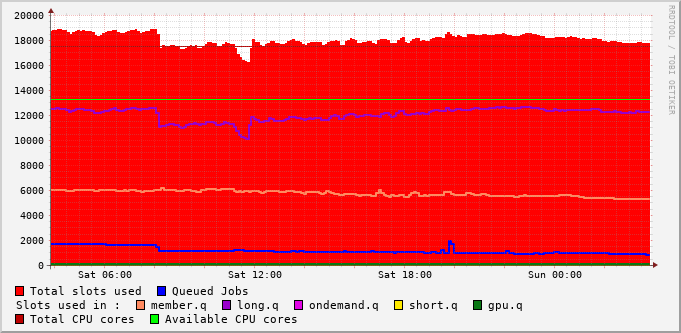 20000
18000
16000
14000
12000
10000
8000
6000
4000
2000
0
Sat 06:00 Sat 12:00 Sat 18:00 Sun 00:00
RRDTOOL / TOBI OETIKER
Total slots used Queued Jobs
Slots used in : member.q long.q ondemand.q short.q gpu.q
Total CPU cores Available CPU cores